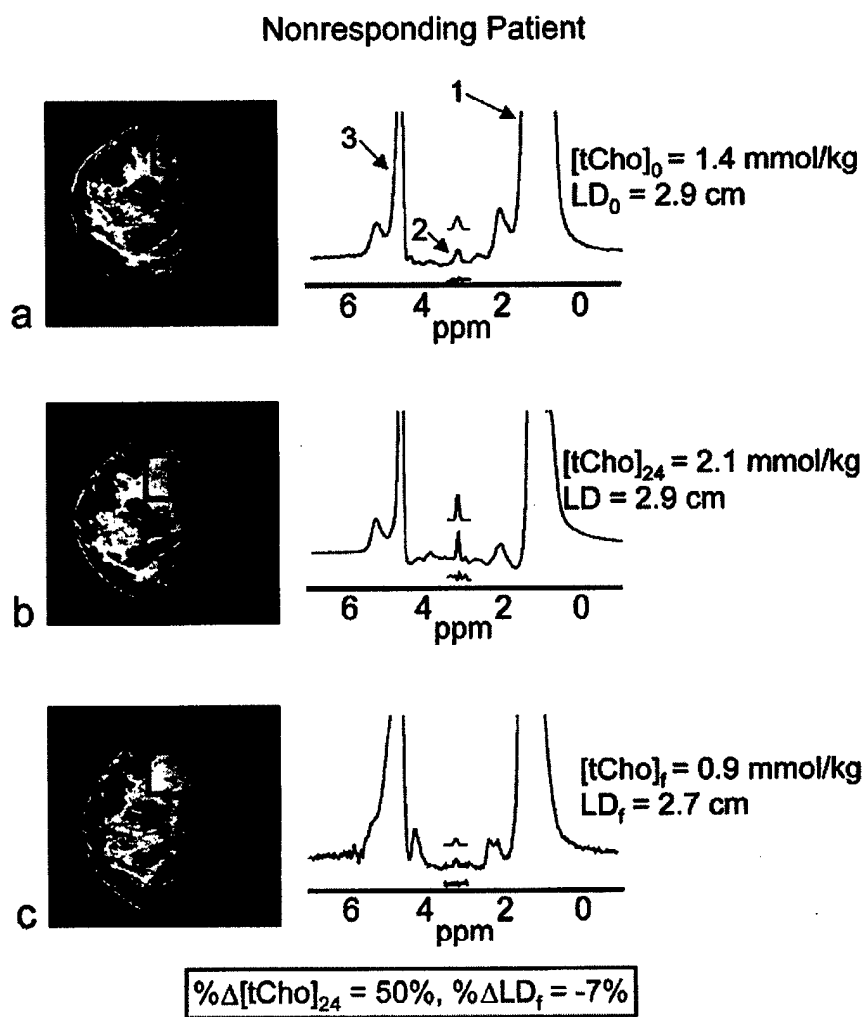 Nonresponding Patient
1
3
2
[tCho]₀ = 1.4 mmol/kg
LD₀ = 2.9 cm
6 4 2 0
ppm
a
[tCho]₂₄ = 2.1 mmol/kg
LD = 2.9 cm
6 4 2 0
ppm
b
[tCho]f = 0.9 mmol/kg
LDf = 2.7 cm
6 4 2 0
ppm
c
%Δ[tCho]₂₄ = 50%, %ΔLDf = -7%